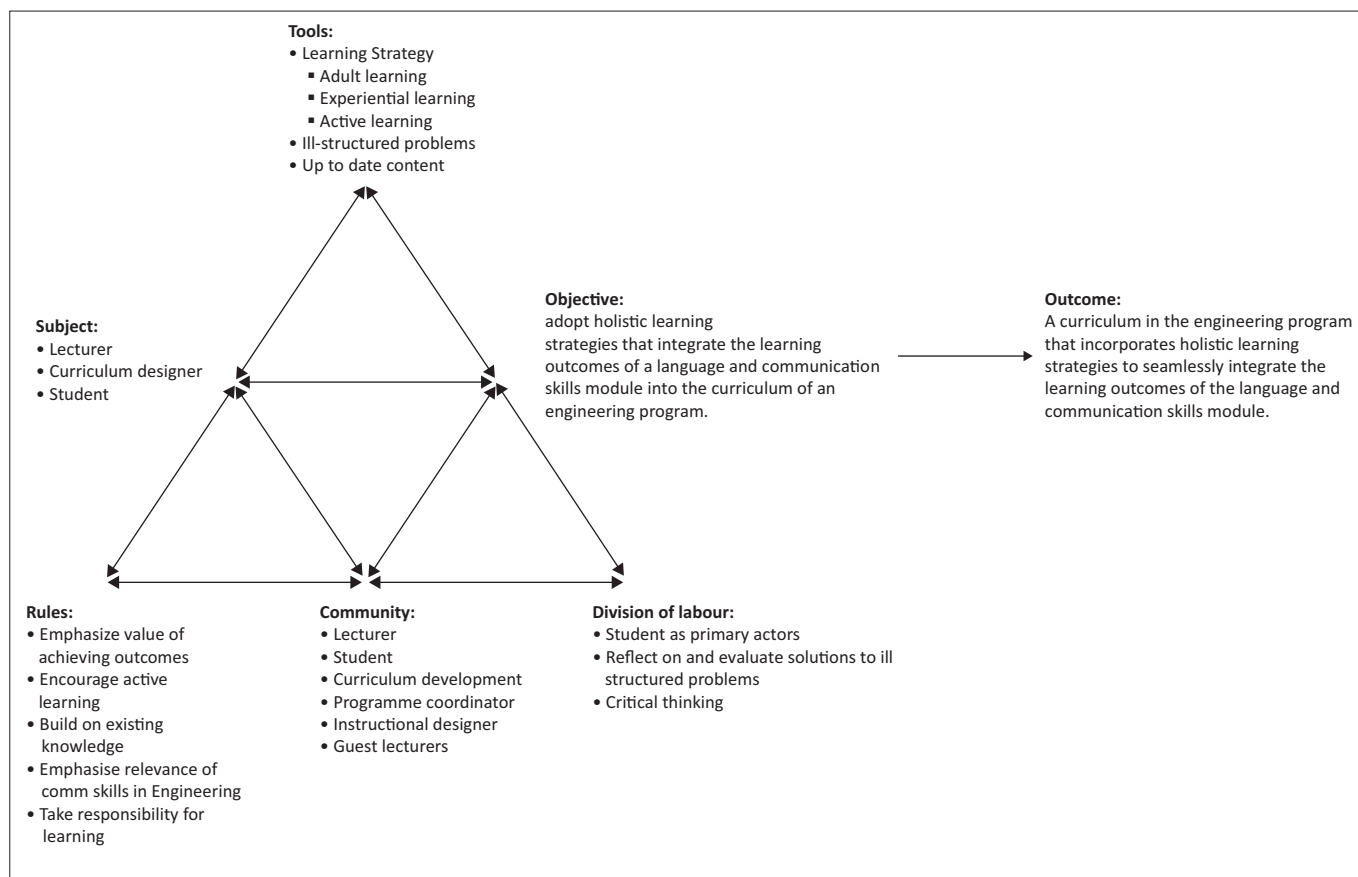 Tools:
• Learning Strategy
▪ Adult learning
▪ Experiential learning
▪ Active learning
• Ill-structured problems
• Up to date content
Subject:
• Lecturer
• Curriculum designer
• Student
Objective:
adopt holistic learning
strategies that integrate the learning
outcomes of a language and communication
skills module into the curriculum of an
engineering program.
Outcome:
A curriculum in the engineering program
that incorporates holistic learning
strategies to seamlessly integrate the
learning outcomes of the language and
communication skills module.
Rules:
• Emphasize value of
achieving outcomes
• Encourage active
learning
• Build on existing
knowledge
• Emphasise relevance of
comm skills in Engineering
• Take responsibility for
learning
Community:
• Lecturer
• Student
• Curriculum development
• Programme coordinator
• Instructional designer
• Guest lecturers
Division of labour:
• Student as primary actors
• Reflect on and evaluate solutions to ill
structured problems
• Critical thinking